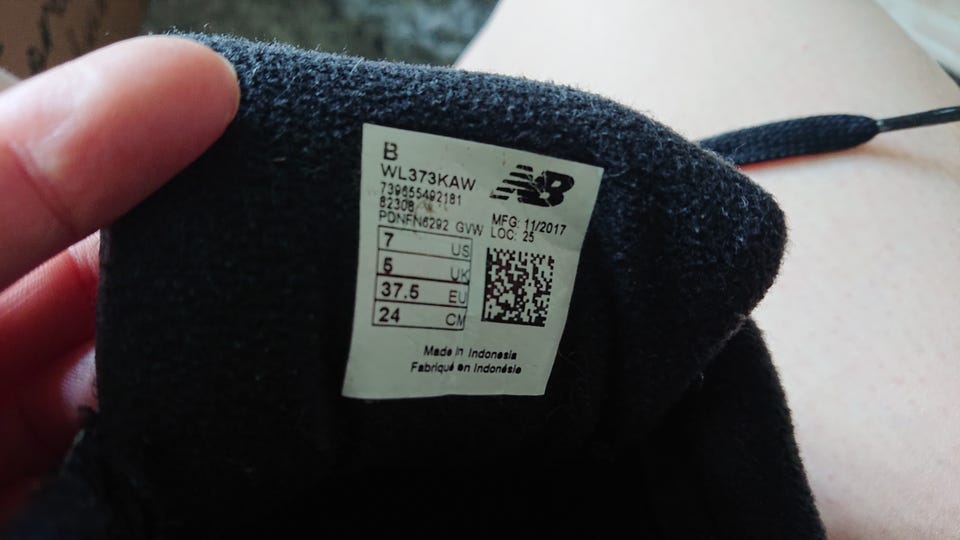 B
WL373KAW
NB
739655492181
82308
PDNFN6292 GVW
MFG: 11/2017
LOC: 25
7 US
5 UK
37.5 EU
24 CM
Made in Indonesia
Fabriqué en Indonésie